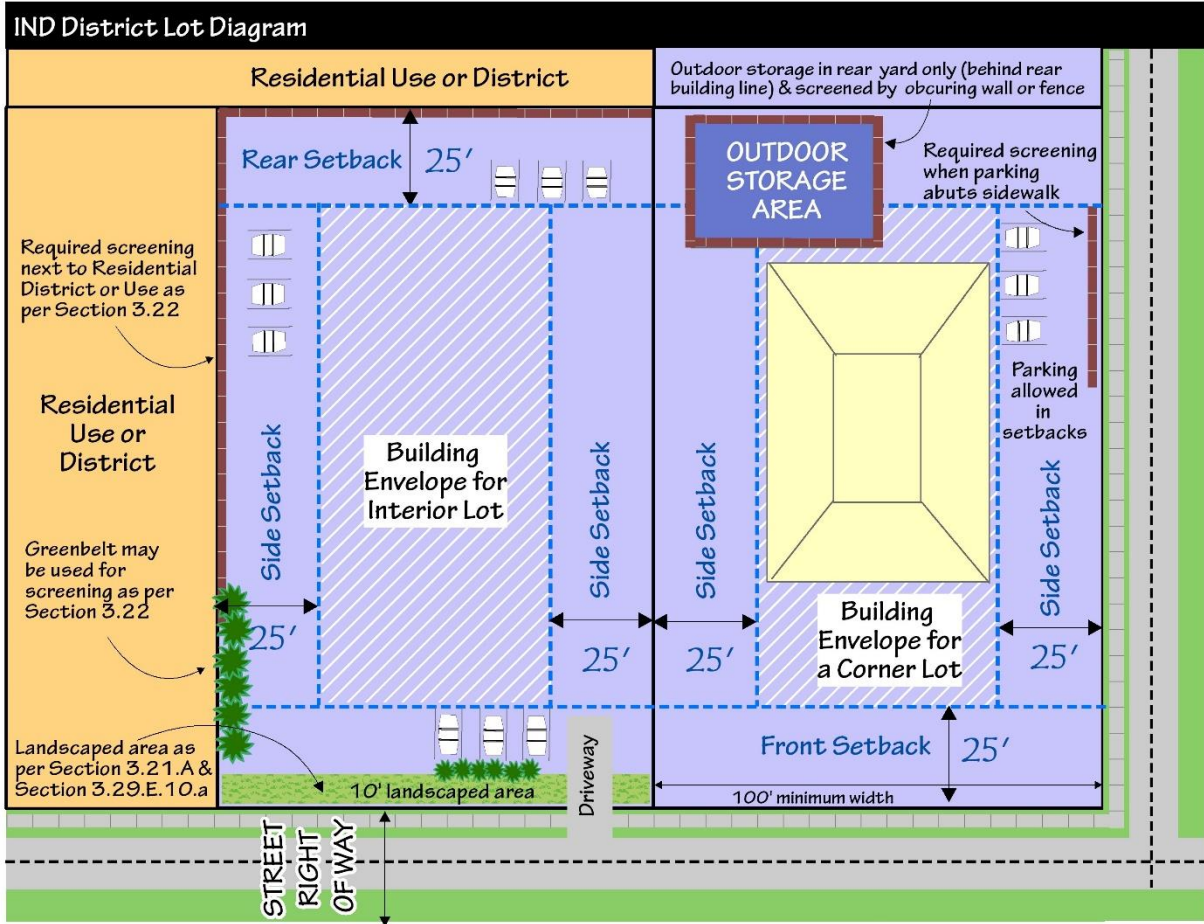 IND District Lot Diagram
Residential Use or District
Outdoor storage in rear yard only (behind rear
building line) & screened by obcuring wall or fence
Rear Setback 25'
OUTDOOR
STORAGE
AREA
Required screening
when parking
abuts sidewalk
Required screening
next to Residential
District or Use as
per Section 3.22
Residential
Use or
District
Parking
allowed
in
setbacks
Building
Envelope for
Interior Lot
Side Setback
Side Setback
Side Setback
Side Setback
Greenbelt may
be used for
screening as per
Section 3.22
25'
25'
25'
25'
Building
Envelope for
a Corner Lot
Landscaped area as
per Section 3.21.A &
Section 3.29.E.10.a
Front Setback 25'
10' landscaped area
Driveway
100' minimum width
STREET
RIGHT
OF WAY